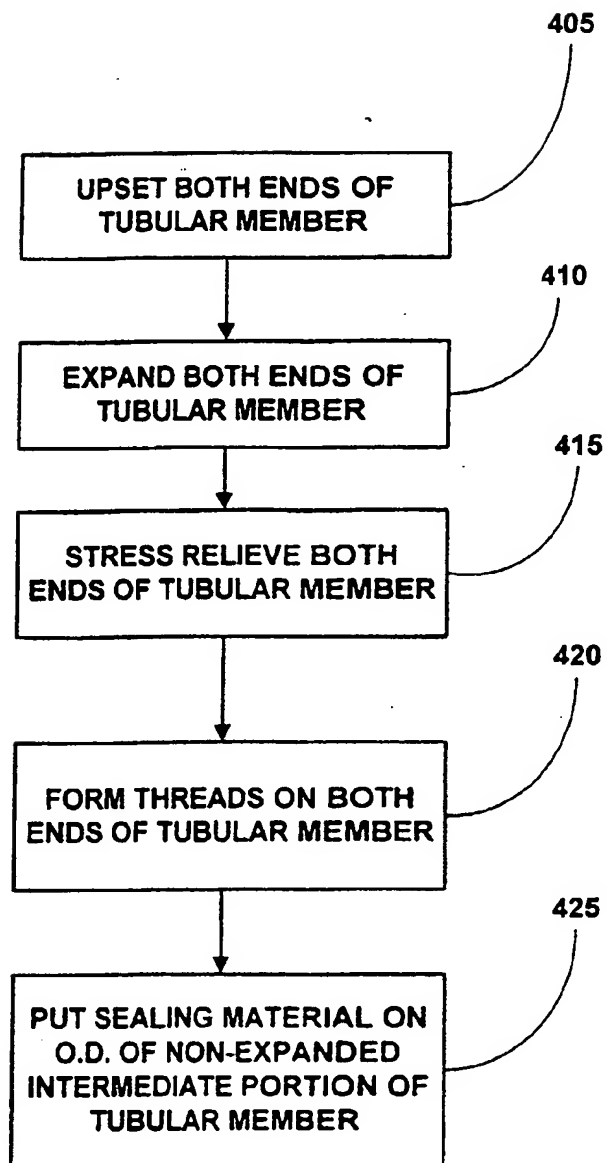 405
UPSET BOTH ENDS OF
TUBULAR MEMBER
410
EXPAND BOTH ENDS OF
TUBULAR MEMBER
415
STRESS RELIEVE BOTH
ENDS OF TUBULAR MEMBER
420
FORM THREADS ON BOTH
ENDS OF TUBULAR MEMBER
425
PUT SEALING MATERIAL ON
O.D. OF NON-EXPANDED
INTERMEDIATE PORTION OF
TUBULAR MEMBER